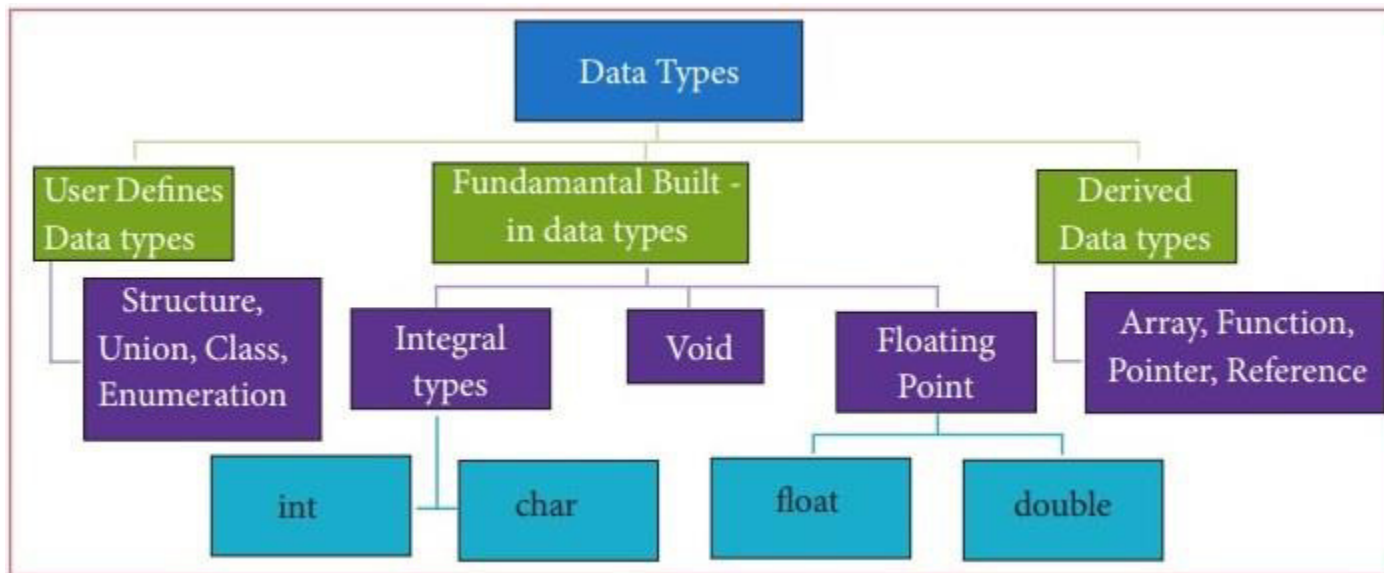 Data Types
User Defines
Data types
Fundamantal Built -
in data types
Derived
Data types
Structure,
Union, Class,
Enumeration
Integral
types
Void
Floating
Point
Array, Function,
Pointer, Reference
int
char
float
double